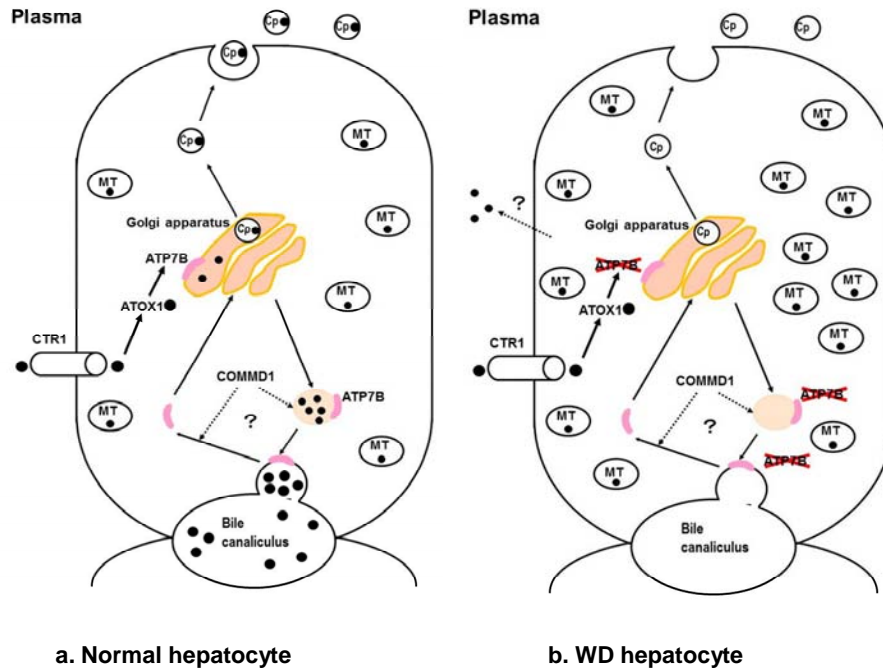 Plasma
Cp
Cp
Cp
Cp
MT
MT
MT
Golgi apparatus
Cp
ATP7B
ATOX1
CTR1
COMMD1
ATP7B
MT
?
MT
Bile
canaliculus
a. Normal hepatocyte
Plasma
Cp
Cp
MT
MT
Cp
MT
MT
?
Golgi apparatus
Cp
MT
MT
ATP7B
MT
MT
MT
ATOX1
MT
CTR1
COMMD1
ATP7B
?
MT
ATP7B
MT
Bile
canaliculus
b. WD hepatocyte